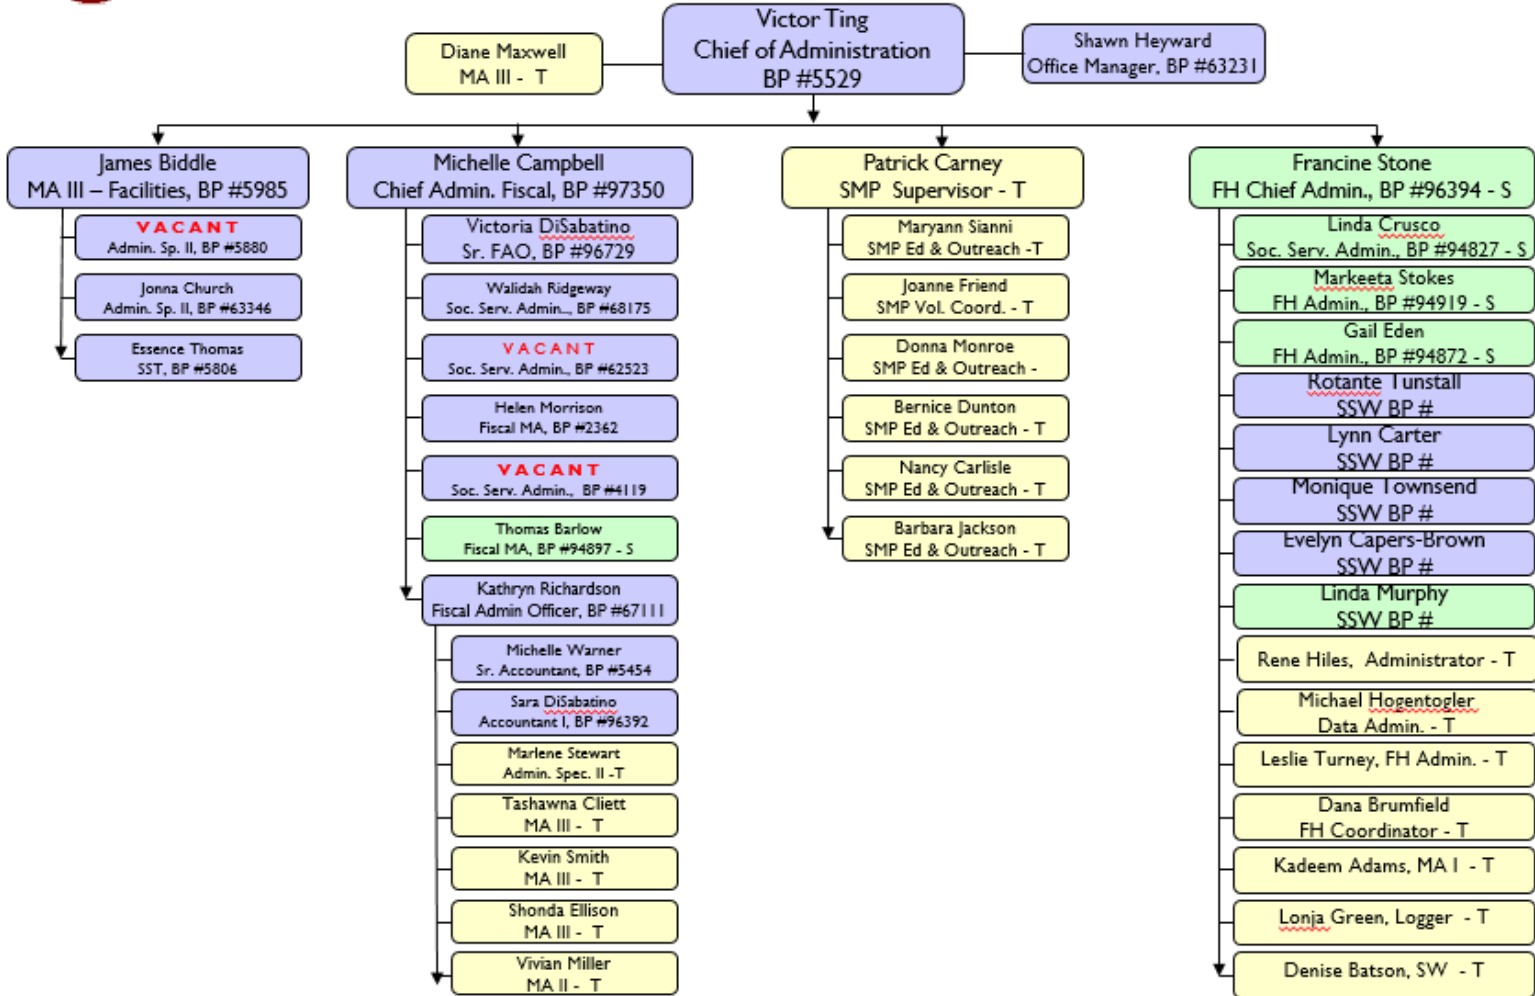 Victor Ting
Chief of Administration
BP #5529
Diane Maxwell
MA III - T
Shawn Heyward
Office Manager, BP #63231
James Biddle
MA III – Facilities, BP #5985
VACANT
Admin. Sp. II, BP #5880
Jonna Church
Admin. Sp. II, BP #63346
Essence Thomas
SST, BP #5806
Michelle Campbell
Chief Admin. Fiscal, BP #97350
Victoria DiSabatino
Sr. FAO, BP #96729
Walidah Ridgeway
Soc. Serv. Admin.., BP #68175
VACANT
Soc. Serv. Admin., BP #62523
Helen Morrison
Fiscal MA, BP #2362
VACANT
Soc. Serv. Admin., BP #4119
Thomas Barlow
Fiscal MA, BP #94897 - S
Kathryn Richardson
Fiscal Admin Officer, BP #67111
Michelle Warner
Sr. Accountant, BP #5454
Sara DiSabatino
Accountant I, BP #96392
Marlene Stewart
Admin. Spec. II -T
Tashawna Cliett
MA III - T
Kevin Smith
MA III - T
Shonda Ellison
MA III - T
Vivian Miller
MA II - T
Patrick Carney
SMP Supervisor - T
Maryann Sianni
SMP Ed & Outreach -T
Joanne Friend
SMP Vol. Coord. - T
Donna Monroe
SMP Ed & Outreach -
Bernice Dunton
SMP Ed & Outreach - T
Nancy Carlisle
SMP Ed & Outreach - T
Barbara Jackson
SMP Ed & Outreach - T
Francine Stone
FH Chief Admin., BP #96394 - S
Linda Crusco
Soc. Serv. Admin., BP #94827 - S
Markeeta Stokes
FH Admin., BP #94919 - S
Gail Eden
FH Admin., BP #94872 - S
Rotante Tunstall
SSW BP #
Lynn Carter
SSW BP #
Monique Townsend
SSW BP #
Evelyn Capers-Brown
SSW BP #
Linda Murphy
SSW BP #
Rene Hiles, Administrator - T
Michael Hogentogler
Data Admin. - T
Leslie Turney, FH Admin. - T
Dana Brumfield
FH Coordinator - T
Kadeem Adams, MA I - T
Lonja Green, Logger - T
Denise Batson, SW - T